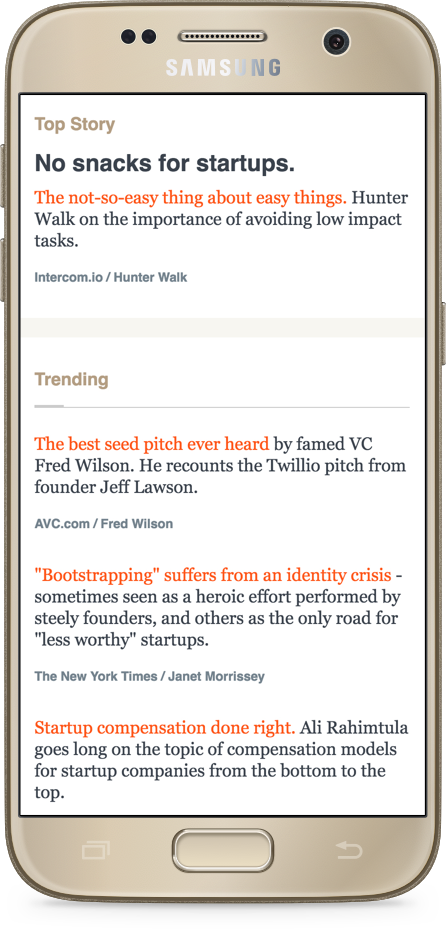 SAMSUNG
Top Story
No snacks for startups.
The not-so-easy thing about easy things. Hunter
Walk on the importance of avoiding low impact
tasks.
Intercom.io / Hunter Walk
Trending
The best seed pitch ever heard by famed VC
Fred Wilson. He recounts the Twillio pitch from
founder Jeff Lawson.
AVC.com / Fred Wilson
"Bootstrapping" suffers from an identity crisis -
sometimes seen as a heroic effort performed by
steely founders, and others as the only road for
"less worthy" startups.
The New York Times / Janet Morrissey
Startup compensation done right. Ali Rahimtula
goes long on the topic of compensation models
for startup companies from the bottom to the
top.